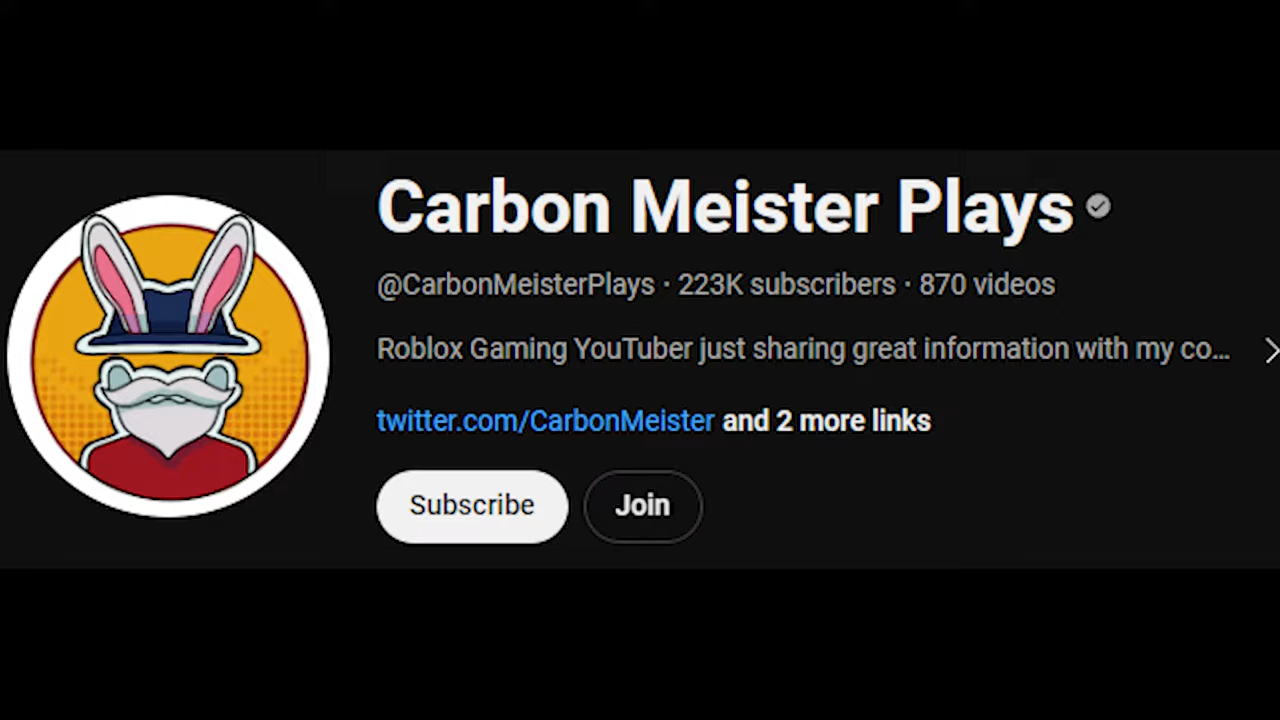 Carbon Meister Plays
@CarbonMeisterPlays · 223K subscribers · 870 videos
Roblox Gaming YouTuber just sharing great information with my co...
twitter.com/CarbonMeister and 2 more links
Subscribe Join